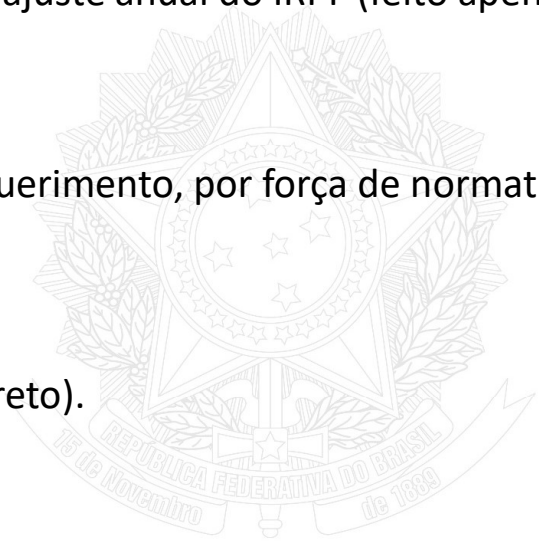 ajuste anual do IRPF (feito apen
uerimento, por força de normat
reto).
REPÚBLICA FEDERATIVA DO BRASIL
15 de Novembro de 1889